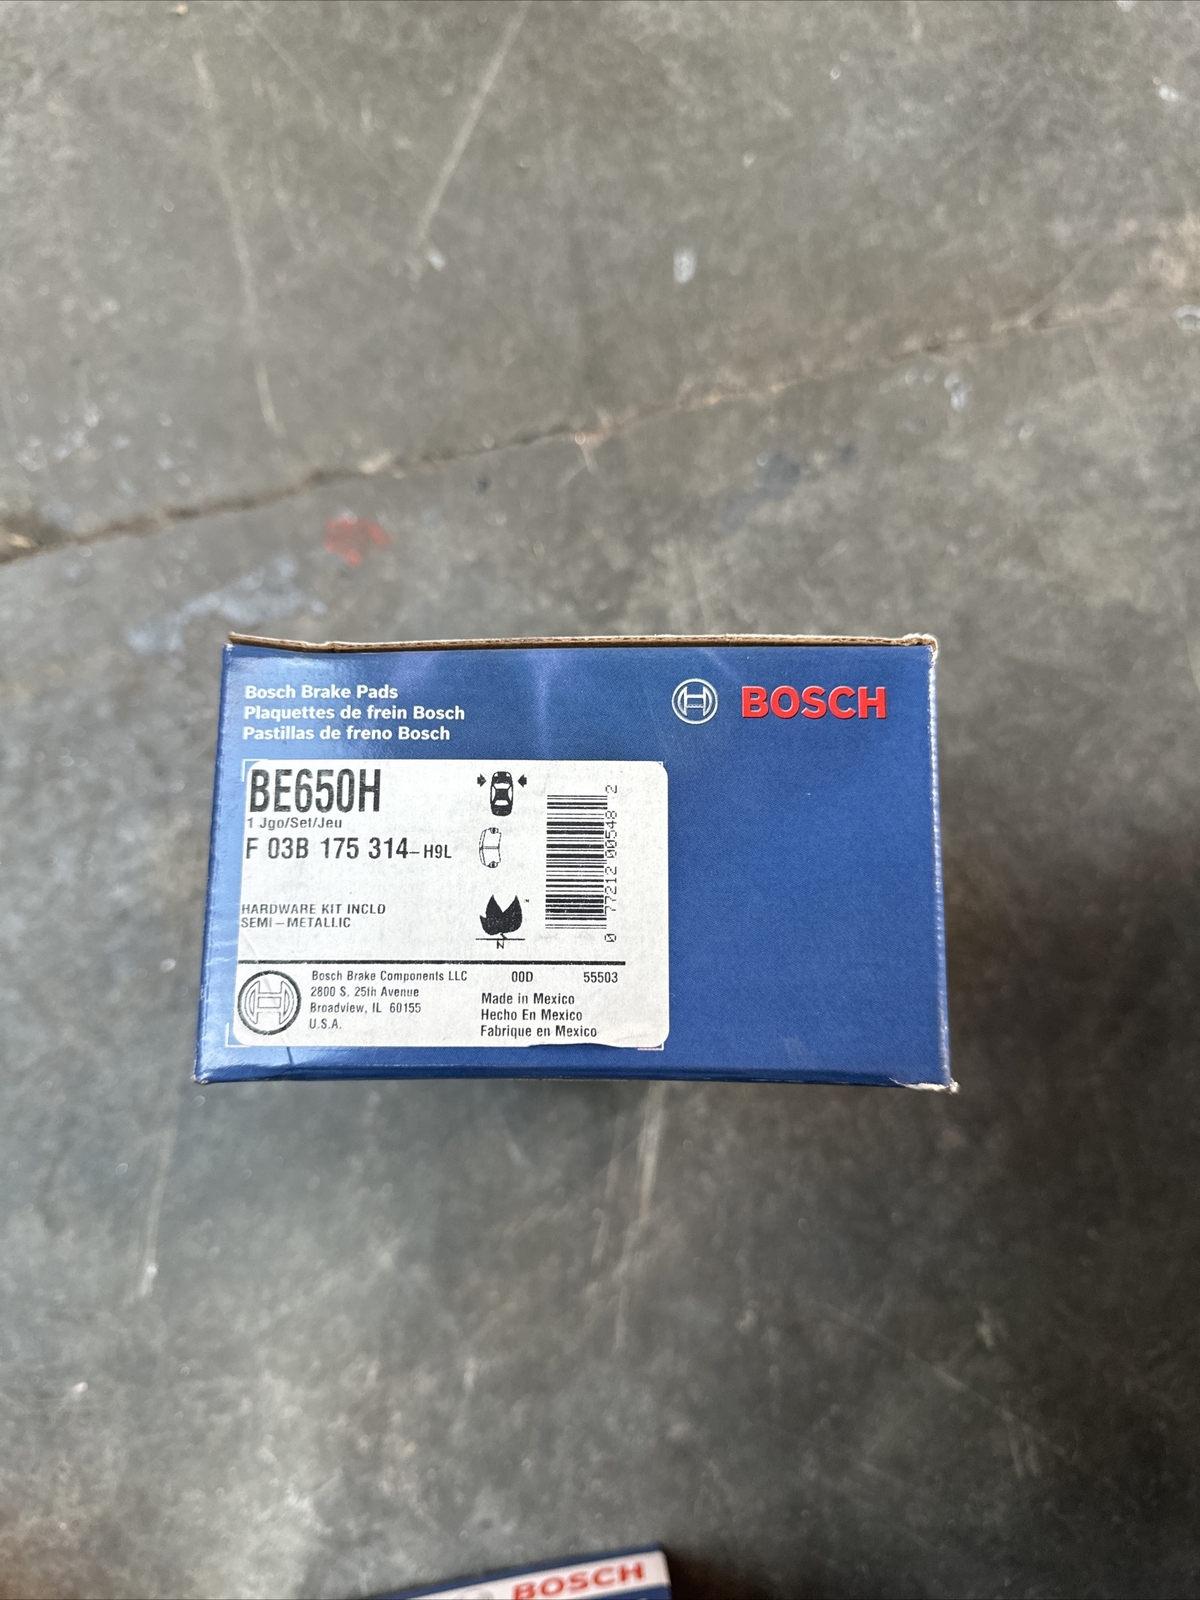 Bosch Brake Pads
Plaquettes de frein Bosch
Pastillas de freno Bosch
BOSCH
BE650H
1 Jgo/Set/Jeu
F 03B 175 314-H9L
HARDWARE KIT INCLD
SEMI-METALLIC
N
0 77212 00548 2
Bosch Brake Components LLC
2800 S. 25th Avenue
Broadview, IL 60155
U.S.A.
00D 55503
Made in Mexico
Hecho En Mexico
Fabrique en Mexico
BOSCH